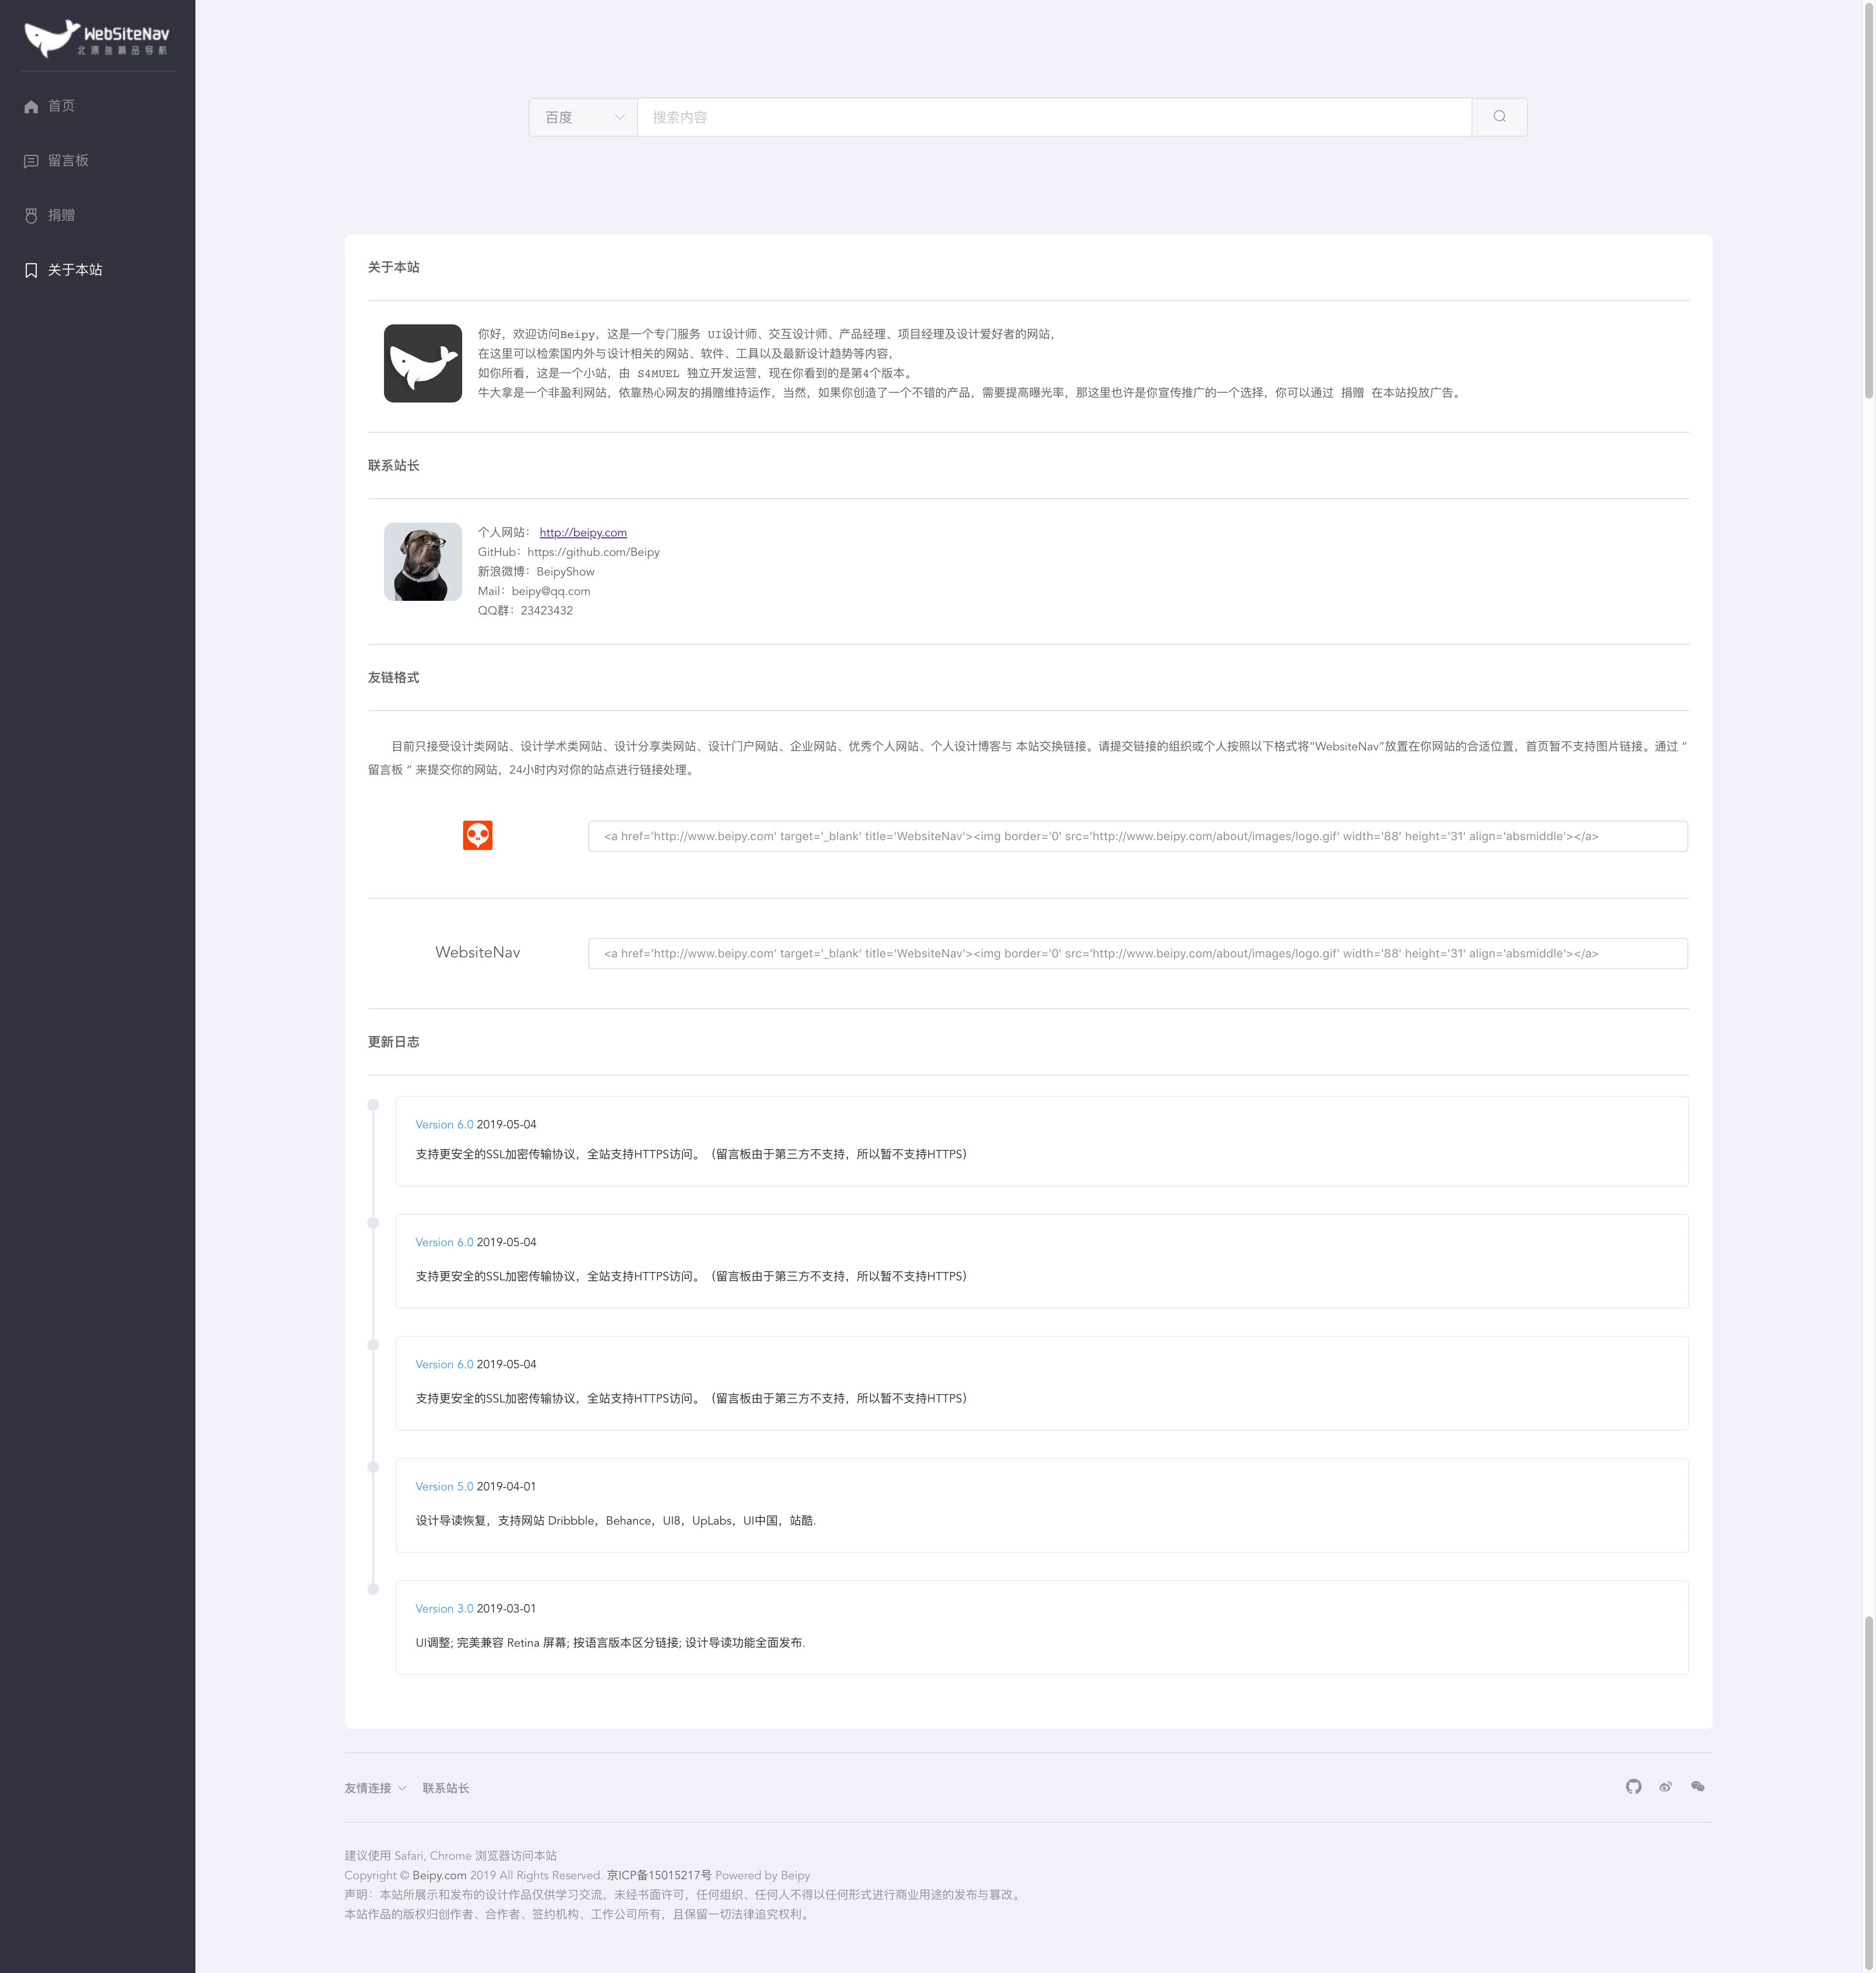 WebSiteNav
北漂鱼精品导航
首页
留言板
捐赠
关于本站
百度
搜索内容
关于本站
你好，欢迎访问Beipy，这是一个专门服务 UI设计师、交互设计师、产品经理、项目经理及设计爱好者的网站，
在这里可以检索国内外与设计相关的网站、软件、工具以及最新设计趋势等内容，
如你所看，这是一个小站，由 S4MUEL 独立开发运营，现在你看到的是第4个版本。
牛大拿是一个非盈利网站，依靠热心网友的捐赠维持运作，当然，如果你创造了一个不错的产品，需要提高曝光率，那这里也许是你宣传推广的一个选择，你可以通过 捐赠 在本站投放广告。
联系站长
个人网站： http://beipy.com
GitHub：https://github.com/Beipy
新浪微博：BeipyShow
Mail：beipy@qq.com
QQ群：23423432
友链格式
目前只接受设计类网站、设计学术类网站、设计分享类网站、设计门户网站、企业网站、优秀个人网站、个人设计博客与 本站交换链接。请提交链接的组织或个人按照以下格式将“WebsiteNav”放置在你网站的合适位置，首页暂不支持图片链接。通过 “
留言板 ” 来提交你的网站，24小时内对你的站点进行链接处理。
<a href='http://www.beipy.com' target='_blank' title='WebsiteNav'><img border='0' src='http://www.beipy.com/about/images/logo.gif' width='88' height='31' align='absmiddle'></a>
WebsiteNav
<a href='http://www.beipy.com' target='_blank' title='WebsiteNav'><img border='0' src='http://www.beipy.com/about/images/logo.gif' width='88' height='31' align='absmiddle'></a>
更新日志
Version 6.0 2019-05-04
支持更安全的SSL加密传输协议，全站支持HTTPS访问。（留言板由于第三方不支持，所以暂不支持HTTPS）
Version 6.0 2019-05-04
支持更安全的SSL加密传输协议，全站支持HTTPS访问。（留言板由于第三方不支持，所以暂不支持HTTPS）
Version 6.0 2019-05-04
支持更安全的SSL加密传输协议，全站支持HTTPS访问。（留言板由于第三方不支持，所以暂不支持HTTPS）
Version 5.0 2019-04-01
设计导读恢复，支持网站 Dribbble，Behance，UI8，UpLabs，UI中国，站酷.
Version 3.0 2019-03-01
UI调整; 完美兼容 Retina 屏幕; 按语言版本区分链接; 设计导读功能全面发布.
友情连接 联系站长
建议使用 Safari, Chrome 浏览器访问本站
Copyright © Beipy.com 2019 All Rights Reserved. 京ICP备15015217号 Powered by Beipy
声明：本站所展示和发布的设计作品仅供学习交流，未经书面许可，任何组织、任何人不得以任何形式进行商业用途的发布与篡改。
本站作品的版权归创作者、合作者、签约机构、工作公司所有，且保留一切法律追究权利。